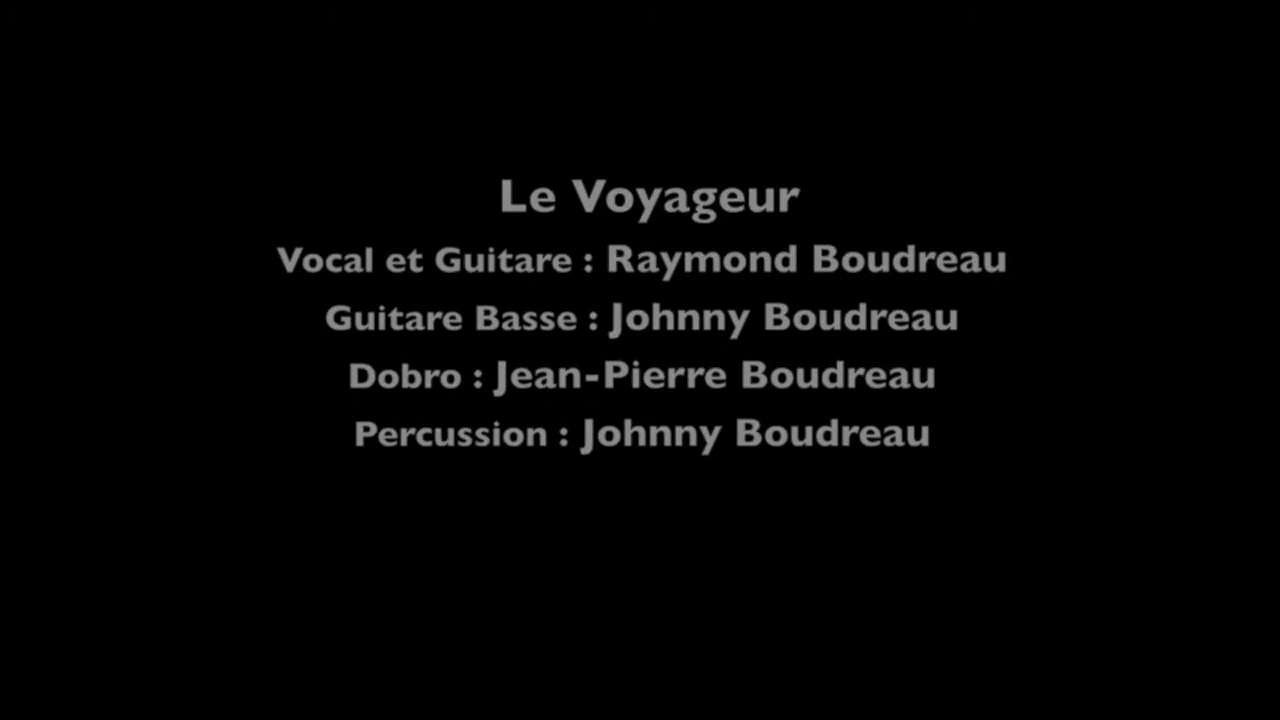 Le Voyageur
Vocal et Guitare : Raymond Boudreau
Guitare Basse : Johnny Boudreau
Dobro : Jean-Pierre Boudreau
Percussion : Johnny Boudreau